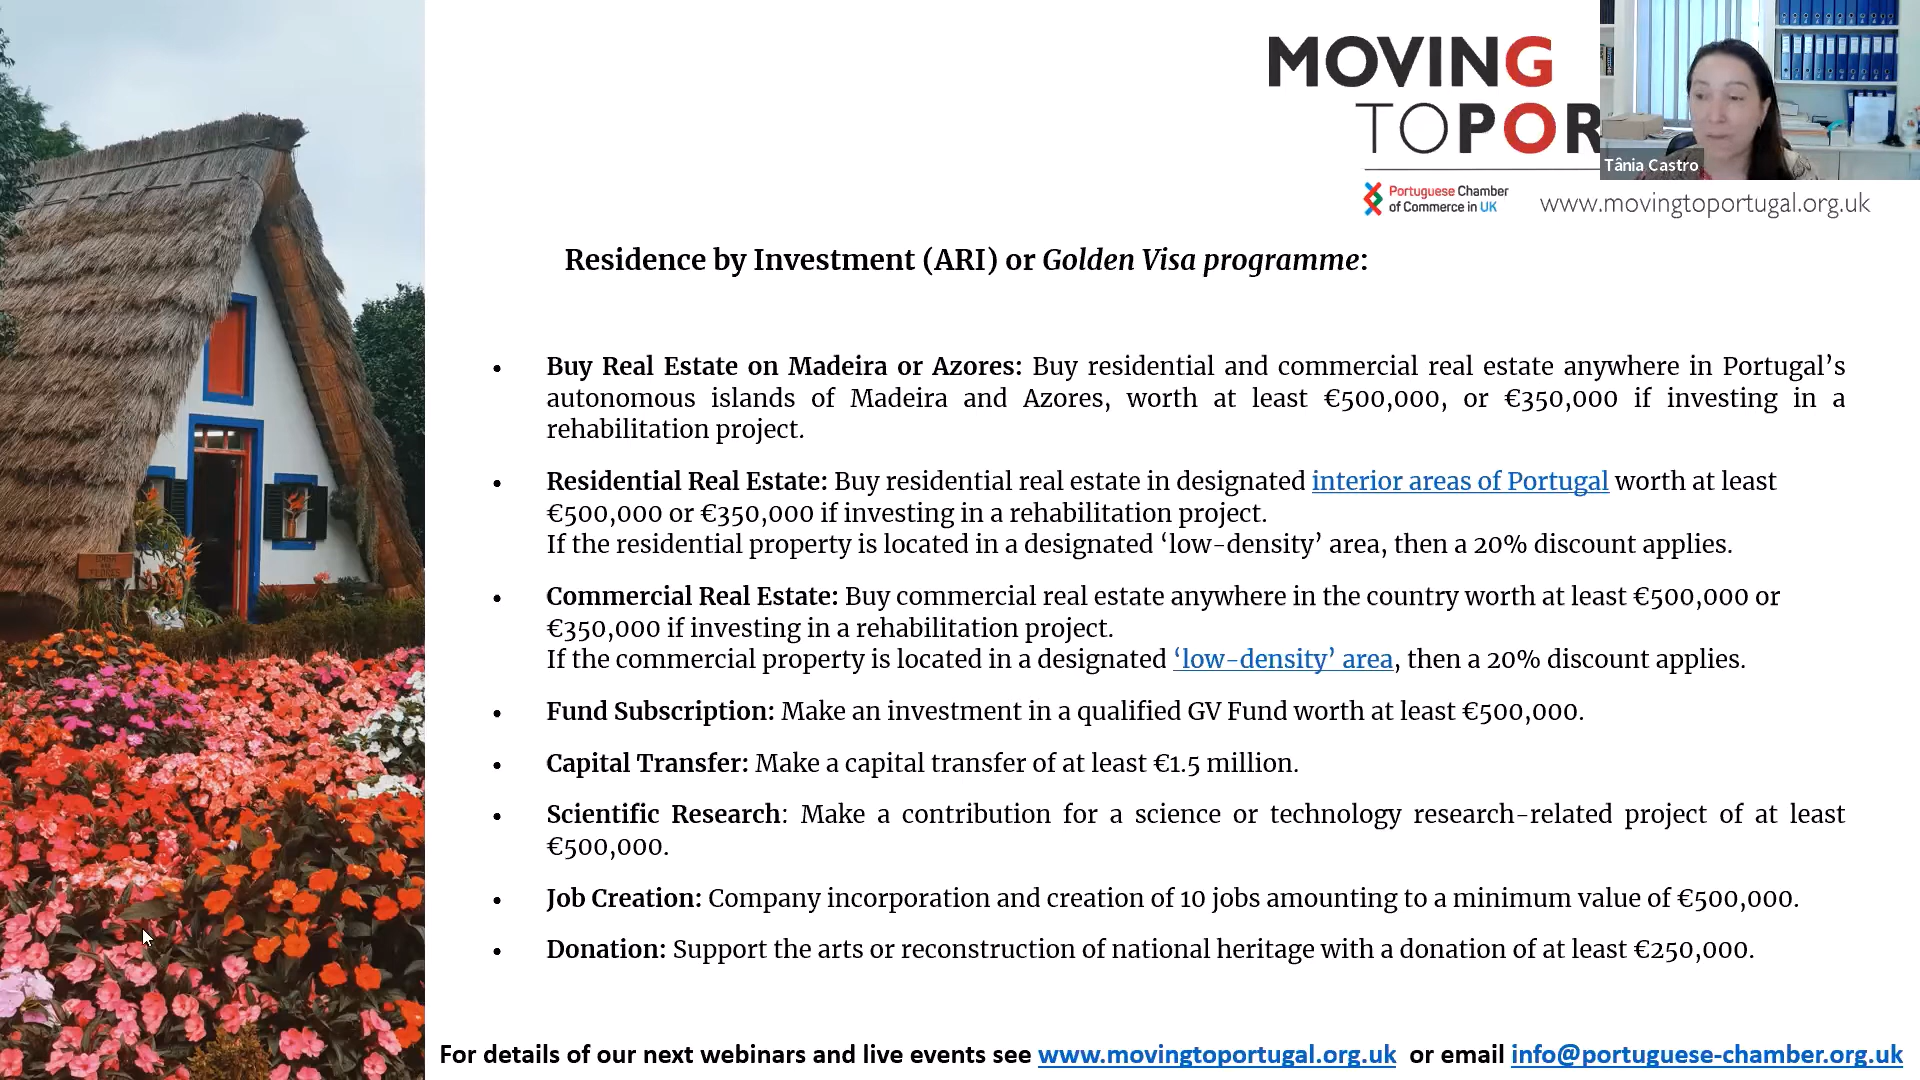 MOVING
TOPOR
Tânia Castro
Portuguese Chamber
of Commerce in UK
www.movingtoportugal.org.uk
Residence by Investment (ARI) or Golden Visa programme:
• Buy Real Estate on Madeira or Azores: Buy residential and commercial real estate anywhere in Portugal’s
autonomous islands of Madeira and Azores, worth at least €500,000, or €350,000 if investing in a
rehabilitation project.
• Residential Real Estate: Buy residential real estate in designated interior areas of Portugal worth at least
€500,000 or €350,000 if investing in a rehabilitation project.
If the residential property is located in a designated ‘low-density’ area, then a 20% discount applies.
• Commercial Real Estate: Buy commercial real estate anywhere in the country worth at least €500,000 or
€350,000 if investing in a rehabilitation project.
If the commercial property is located in a designated ‘low-density’ area, then a 20% discount applies.
• Fund Subscription: Make an investment in a qualified GV Fund worth at least €500,000.
• Capital Transfer: Make a capital transfer of at least €1.5 million.
• Scientific Research: Make a contribution for a science or technology research-related project of at least
€500,000.
• Job Creation: Company incorporation and creation of 10 jobs amounting to a minimum value of €500,000.
• Donation: Support the arts or reconstruction of national heritage with a donation of at least €250,000.
For details of our next webinars and live events see www.movingtoportugal.org.uk or email info@portuguese-chamber.org.uk